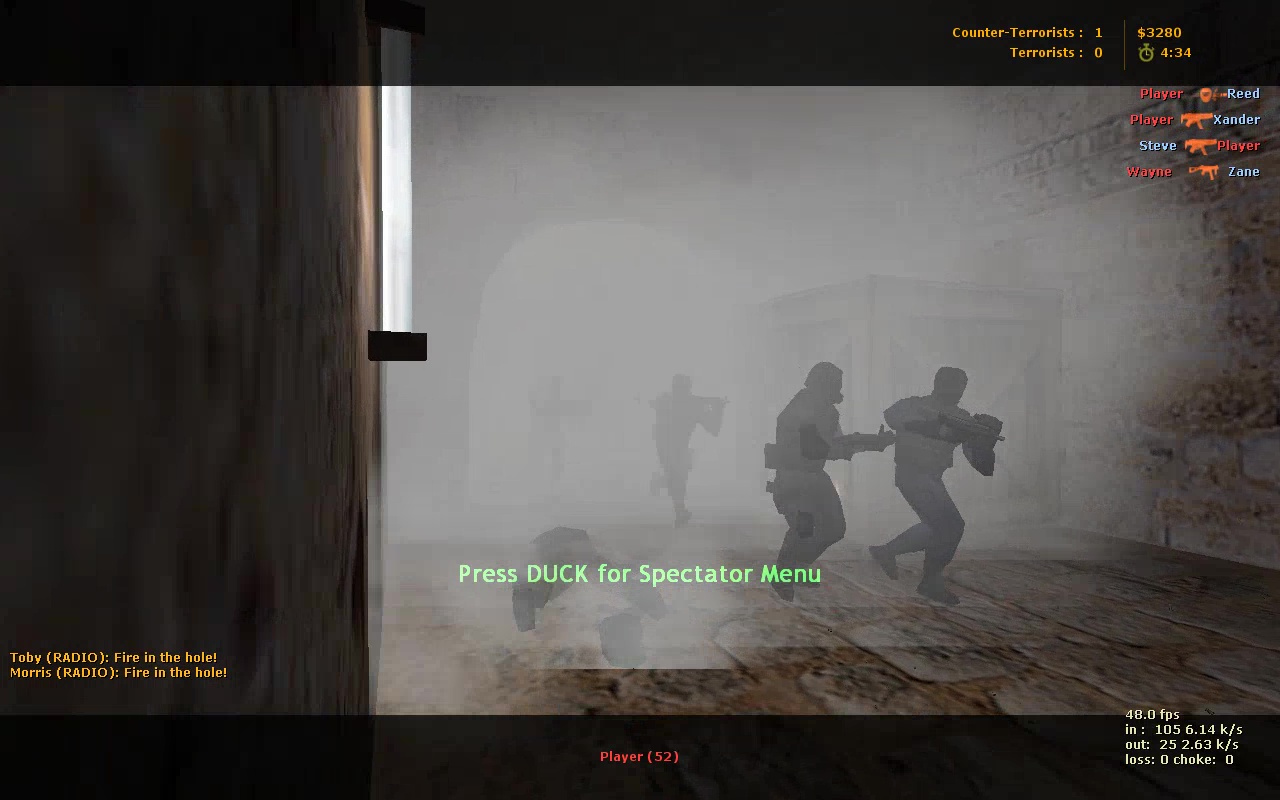 Counter-Terrorists : 1 $3280
Terrorists : 0 4:34
Player Reed
Player Xander
Steve Player
Wayne Zane
Press DUCK for Spectator Menu
Toby (RADIO): Fire in the hole!
Morris (RADIO): Fire in the hole!
48.0 fps
in : 105 6.14 k/s
out: 25 2.63 k/s
loss: 0 choke: 0
Player (52)